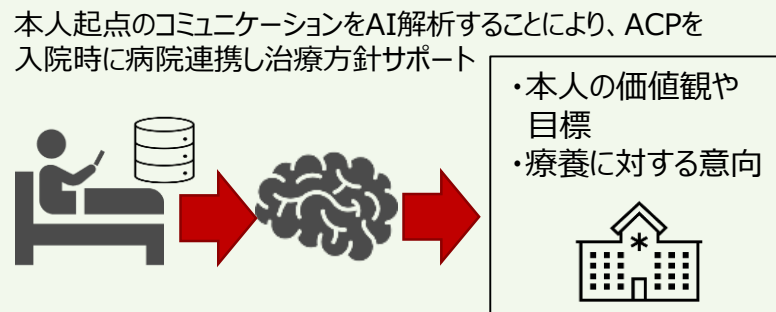 本人起点のコミュニケーションをAI解析することにより、ACPを
入院時に病院連携し治療方針サポート
・本人の価値観や
目標
・療養に対する意向